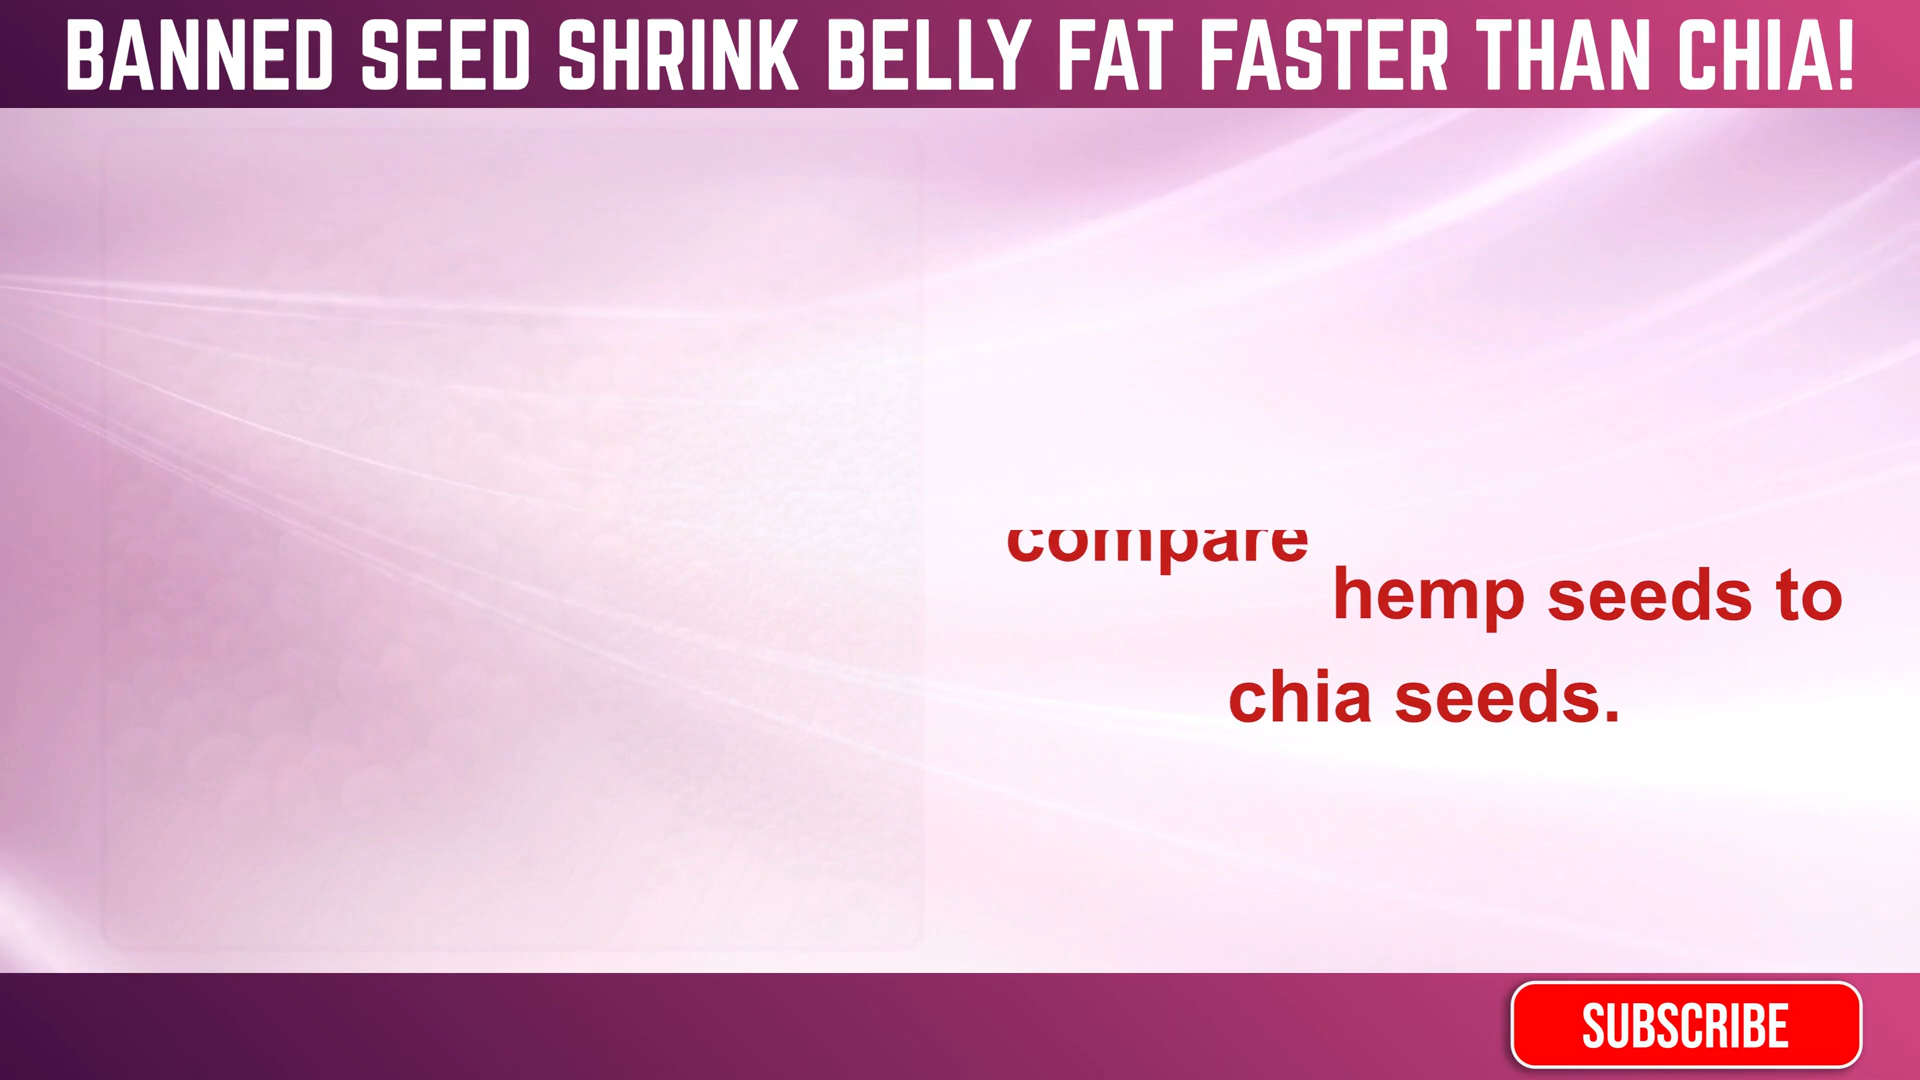 BANNED SEED SHRINK BELLY FAT FASTER THAN CHIA!
compare hemp seeds to
chia seeds.
SUBSCRIBE